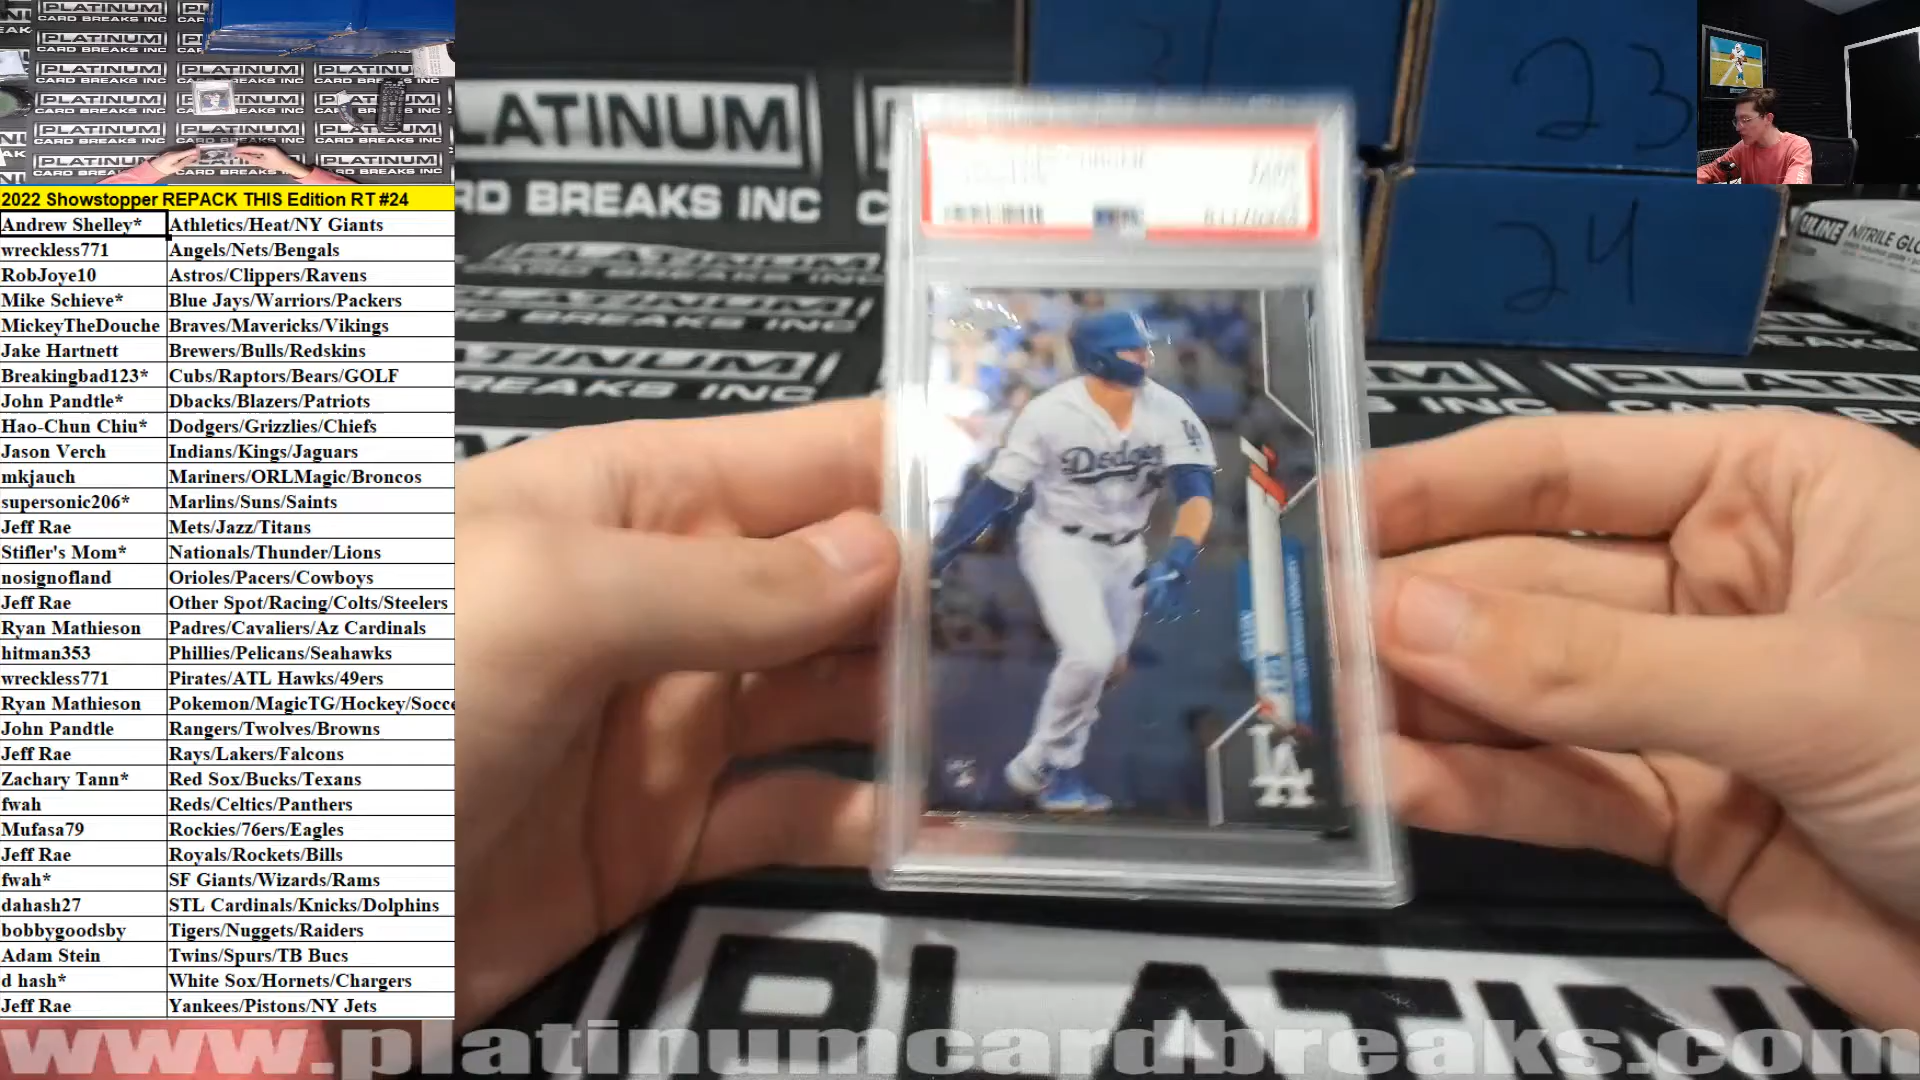 2022 Showstopper REPACK THIS Edition RT #24
Andrew Shelley* Athletics/Heat/NY Giants
wreckless771 Angels/Nets/Bengals
RobJoye10 Astros/Clippers/Ravens
Mike Schieve* Blue Jays/Warriors/Packers
MickeyTheDouche Braves/Mavericks/Vikings
Jake Hartnett Brewers/Bulls/Redskins
Breakingbad123* Cubs/Raptors/Bears/GOLF
John Pandtle* Dbacks/Blazers/Patriots
Hao-Chun Chiu* Dodgers/Grizzlies/Chiefs
Jason Verch Indians/Kings/Jaguars
mkjauch Mariners/ORLMagic/Broncos
supersonic206* Marlins/Suns/Saints
Jeff Rae Mets/Jazz/Titans
Stifler's Mom* Nationals/Thunder/Lions
nosignofland Orioles/Pacers/Cowboys
Jeff Rae Other Spot/Racing/Colts/Steelers
Ryan Mathieson Padres/Cavaliers/Az Cardinals
hitman353 Phillies/Pelicans/Seahawks
wreckless771 Pirates/ATL Hawks/49ers
Ryan Mathieson Pokemon/MagicTG/Hockey/Socce
John Pandtle Rangers/Twolves/Browns
Jeff Rae Rays/Lakers/Falcons
Zachary Tann* Red Sox/Bucks/Texans
fwah Reds/Celtics/Panthers
Mufasa79 Rockies/76ers/Eagles
Jeff Rae Royals/Rockets/Bills
fwah* SF Giants/Wizards/Rams
dahash27 STL Cardinals/Knicks/Dolphins
bobbygoodsby Tigers/Nuggets/Raiders
Adam Stein Twins/Spurs/TB Bucs
d hash* White Sox/Hornets/Chargers
Jeff Rae Yankees/Pistons/NY Jets
PLATINUM
CARD BREAKS INC
23
24
ULINE NITRILE GLO
Dodgers
LA
www.platinumcardbreaks.com